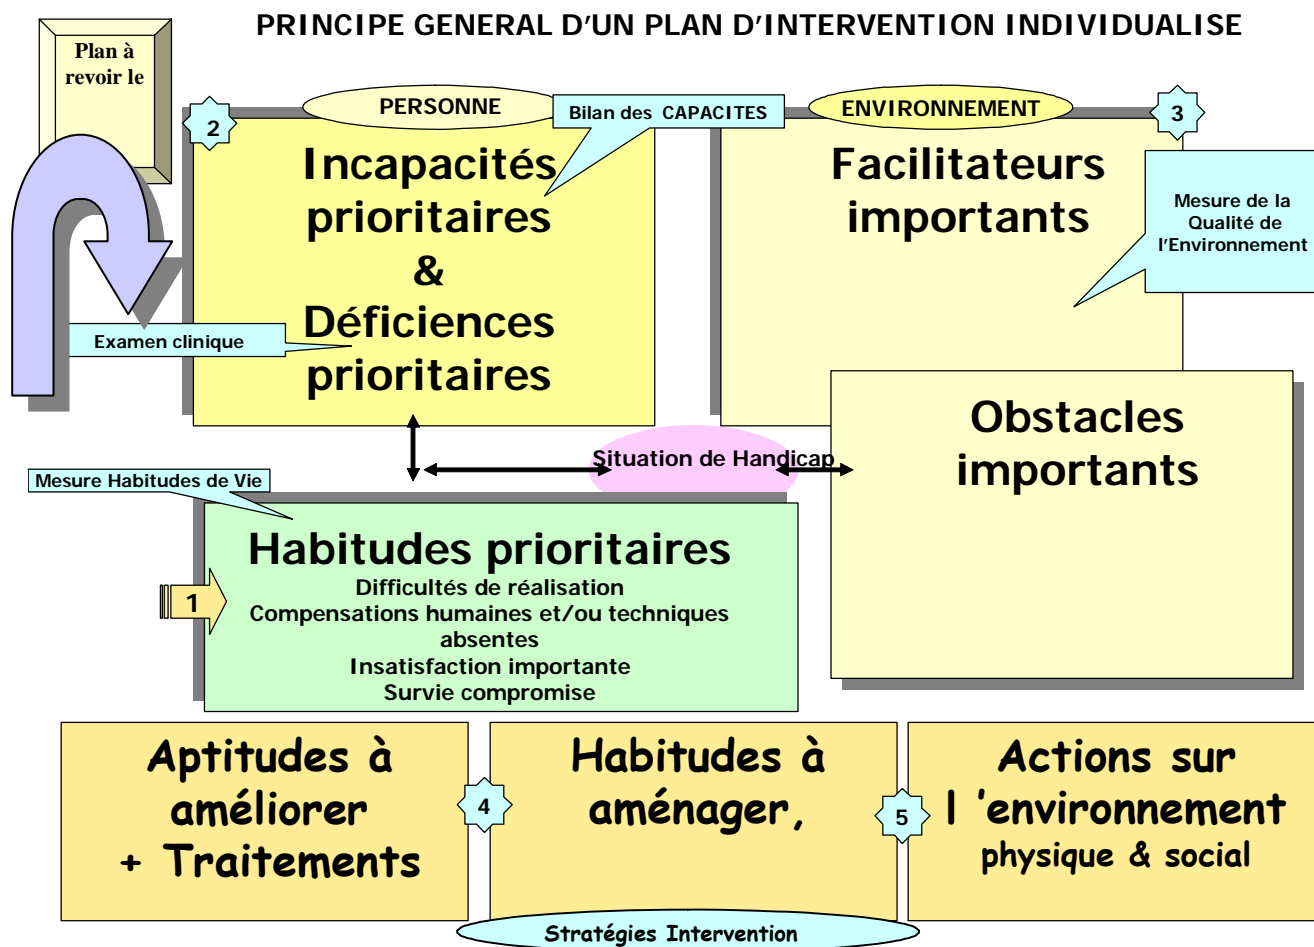 PRINCIPE GENERAL D'UN PLAN D'INTERVENTION INDIVIDUALISE
Plan à
revoir le
2
PERSONNE
Bilan des CAPACITES
Incapacités
prioritaires
&
Déficiences
prioritaires
Examen clinique
ENVIRONNEMENT
3
Facilitateurs
importants
Mesure de la
Qualité de
l'Environnement
Obstacles
importants
Situation de Handicap
Mesure Habitudes de Vie
1
Habitudes prioritaires
Difficultés de réalisation
Compensations humaines et/ou techniques
absentes
Insatisfaction importante
Survie compromise
Aptitudes à
améliorer
+ Traitements
4
Habitudes à
aménager,
5
Actions sur
l 'environnement
physique & social
Stratégies Intervention